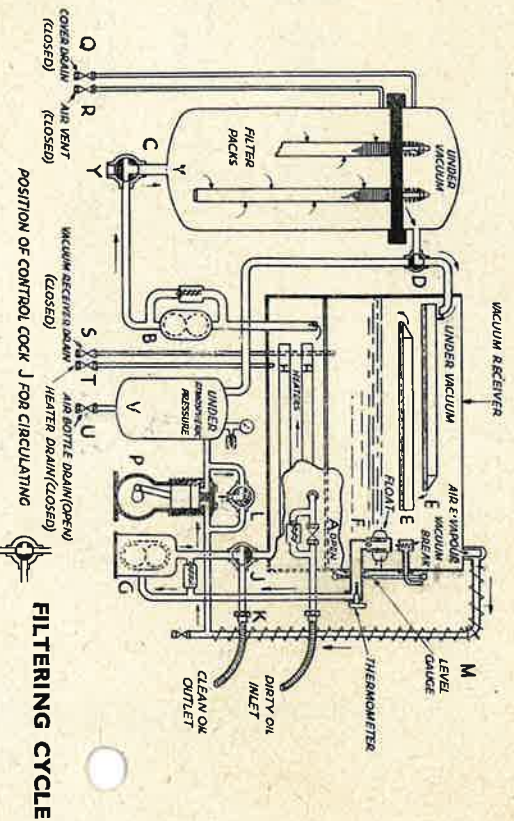 VACUUM RECEIVER
UNDER VACUUM
AIR & VAPOUR
E
E
VACUUM
BREAK
M
LEVEL
GAUGE
THERMOMETER
FLOAT
F
D
UNDER
VACUUM
FILTER
PACKS
C
Y
Q
COVER DRAIN
(CLOSED)
R
AIR VENT
(CLOSED)
B
H
H
HEATERS
A OPEN
DIRTY OIL
INLET
K
CLEAN OIL
OUTLET
J
G
L
P
UNDER
ATMOSPHERIC
PRESSURE
V
S
T
U
VACUUM RECEIVER DRAIN
(CLOSED)
HEATER DRAIN (CLOSED)
AIR BOTTLE DRAIN (OPEN)
POSITION OF CONTROL COCK J FOR CIRCULATING
FILTERING CYCLE